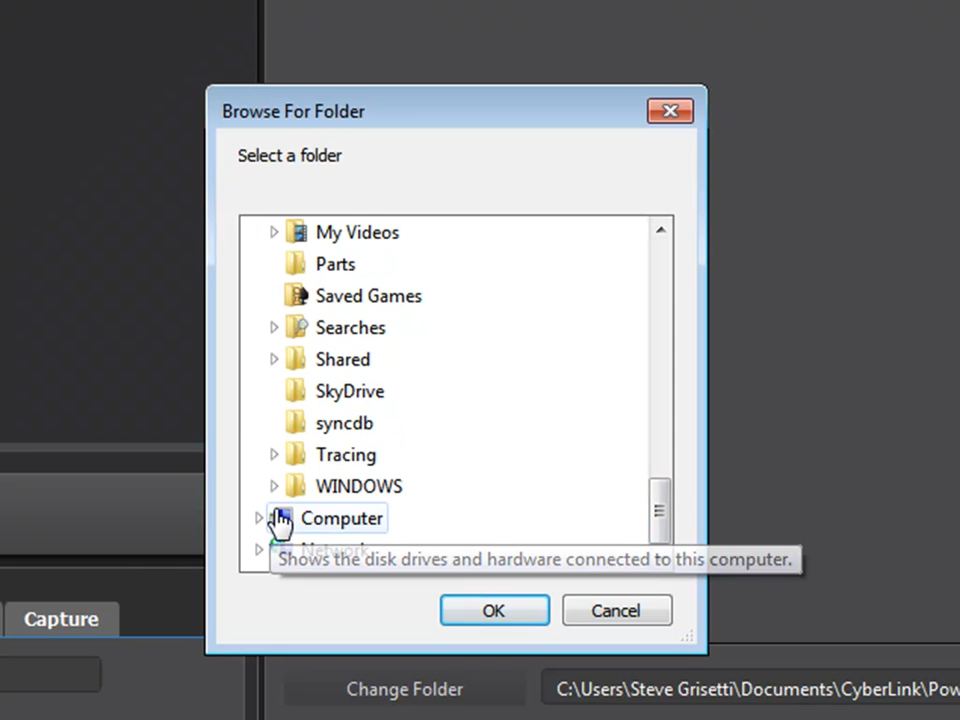 Browse For Folder
Select a folder
My Videos
Parts
Saved Games
Searches
Shared
SkyDrive
syncdb
Tracing
WINDOWS
Computer
Network
Shows the disk drives and hardware connected to this computer.
OK
Cancel
Capture
Change Folder
C:\Users\Steve Grisetti\Documents\CyberLink\Pow